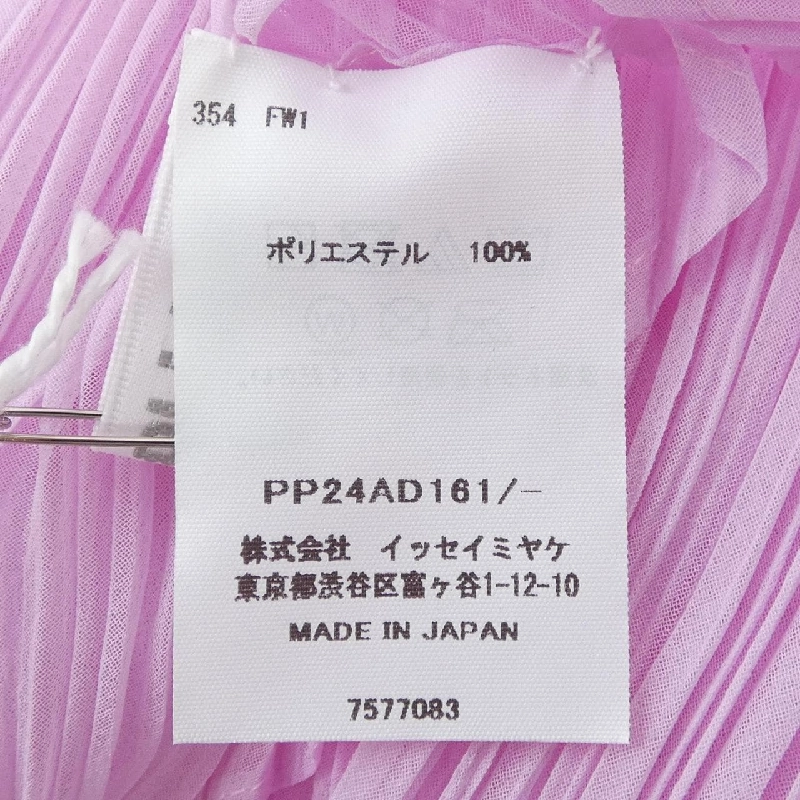 354 FW1
ポリエステル 100%
PP24AD161/-
株式会社 イッセイミヤケ
東京都渋谷区富ヶ谷1-12-10
MADE IN JAPAN
7577083